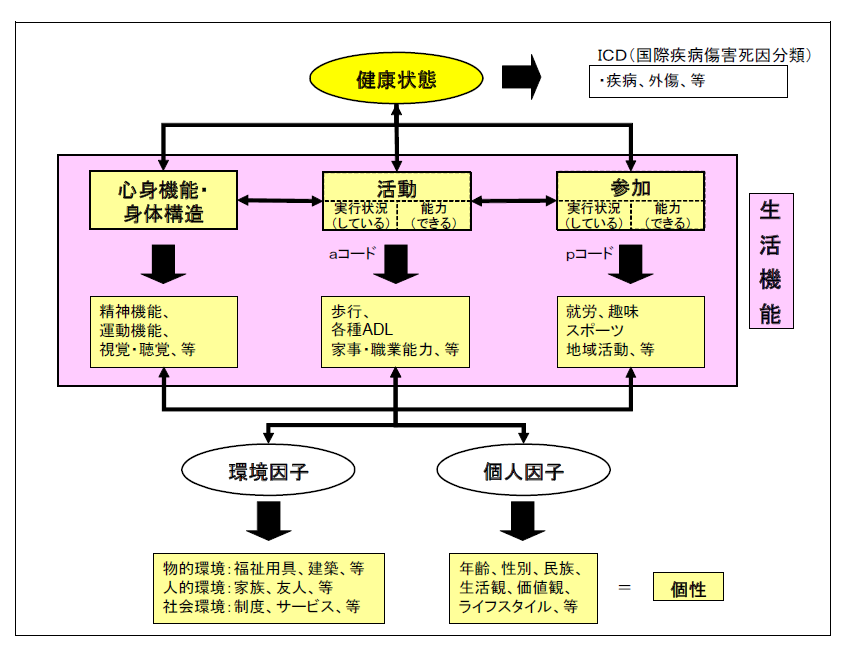 健康状態
ICD(国際疾病傷害死因分類)
・疾病、外傷、等
心身機能・
身体構造
活動
実行状況
(している)
能力
(できる)
参加
実行状況
(している)
能力
(できる)
生活機能
aコード
pコード
精神機能、
運動機能、
視覚・聴覚、等
歩行、
各種ADL
家事・職業能力、等
就労、趣味
スポーツ
地域活動、等
環境因子
個人因子
物的環境:福祉用具、建築、等
人的環境:家族、友人、等
社会環境:制度、サービス、等
年齢、性別、民族、
生活観、価値観、
ライフスタイル、等
=
個性